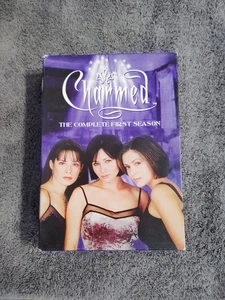 Charmed
THE COMPLETE FIRST SEASON